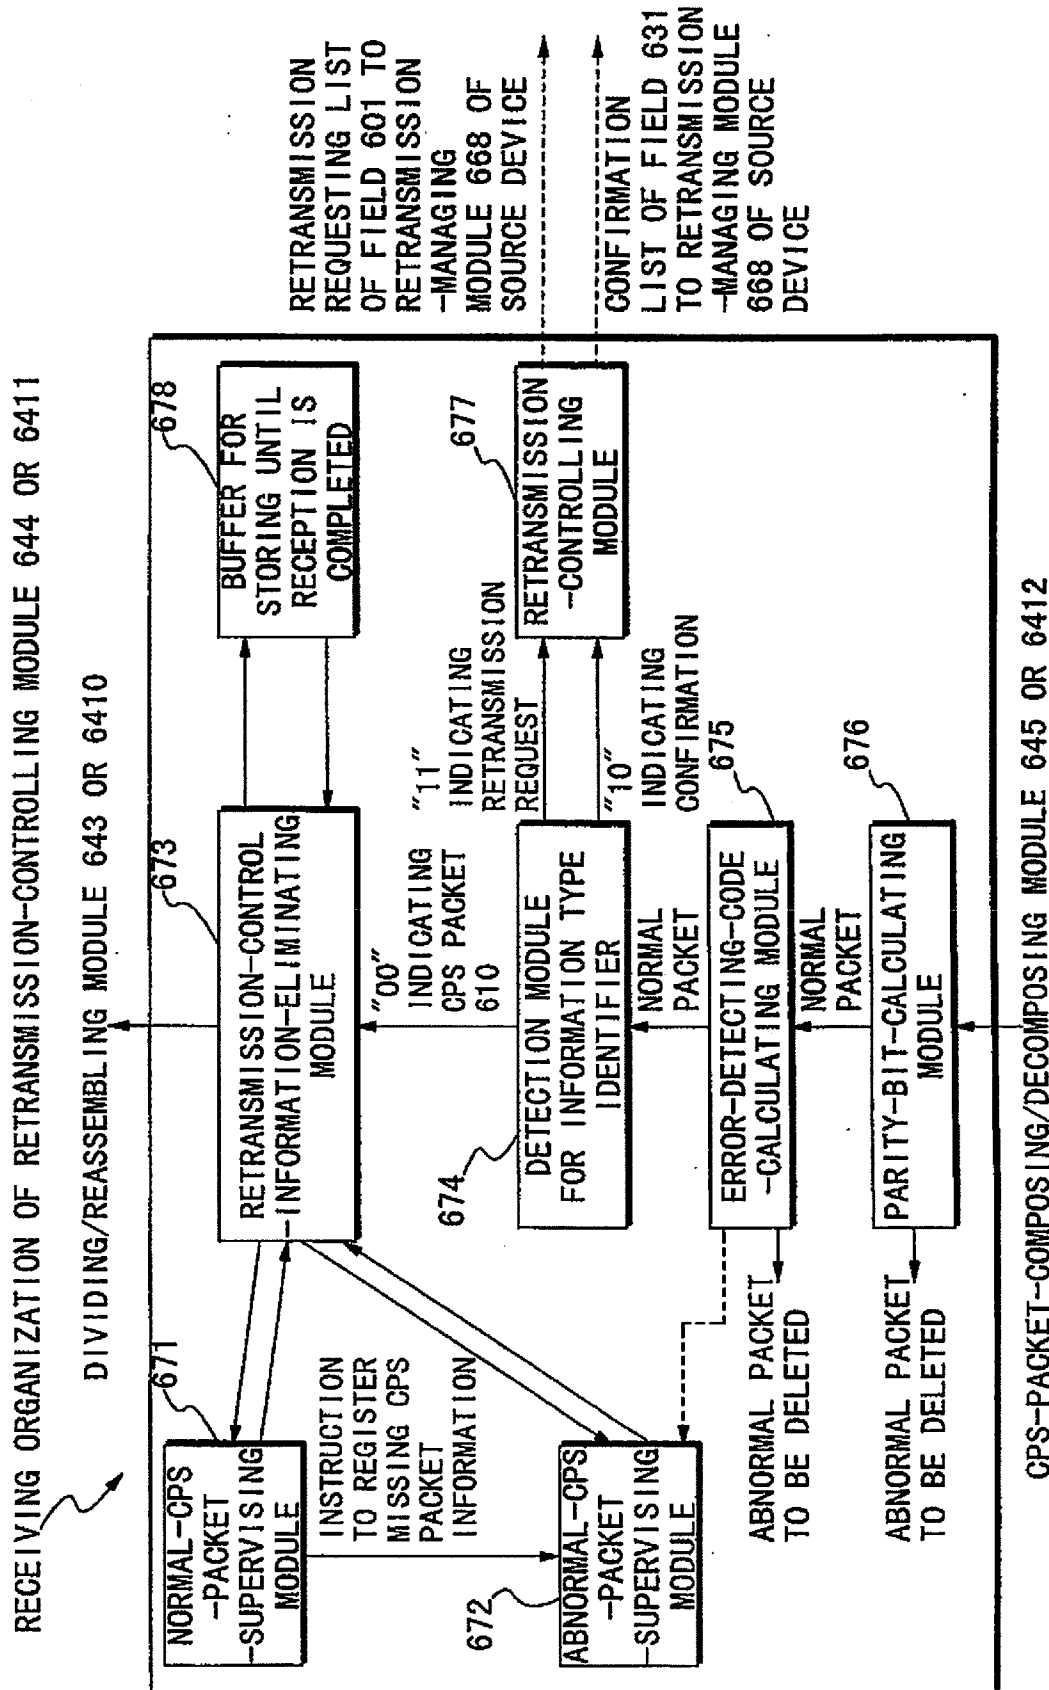 RECEIVING ORGANIZATION OF RETRANSMISSION-CONTROLLING MODULE 644 OR 6411
DIVIDING/REASSEMBLING MODULE 643 OR 6410
671
NORMAL-CPS
-PACKET
-SUPERVISING
MODULE
673
RETRANSMISSION-CONTROL
-INFORMATION-ELIMINATING
MODULE
678
BUFFER FOR
STORING UNTIL
RECEPTION IS
COMPLETED
RETRANSMISSION
REQUESTING LIST
OF FIELD 601 TO
RETRANSMISSION
-MANAGING
MODULE 668 OF
SOURCE DEVICE
INSTRUCTION
TO REGISTER
MISSING CPS
PACKET
INFORMATION
"00"
INDICATING
CPS PACKET
610
"11"
INDICATING
RETRANSMISSION
REQUEST
677
RETRANSMISSION
-CONTROLLING
MODULE
672
ABNORMAL-CPS
-PACKET
-SUPERVISING
MODULE
674
DETECTION MODULE
FOR INFORMATION TYPE
IDENTIFIER
"10"
INDICATING
CONFIRMATION
CONFIRMATION
LIST OF FIELD 631
TO RETRANSMISSION
-MANAGING MODULE
668 OF SOURCE
DEVICE
NORMAL
PACKET
675
ERROR-DETECTING-CODE
-CALCULATING MODULE
ABNORMAL PACKET
TO BE DELETED
NORMAL
PACKET
676
PARITY-BIT-CALCULATING
MODULE
ABNORMAL PACKET
TO BE DELETED
CPS-PACKET-COMPOSING/DECOMPOSING MODULE 645 OR 6412